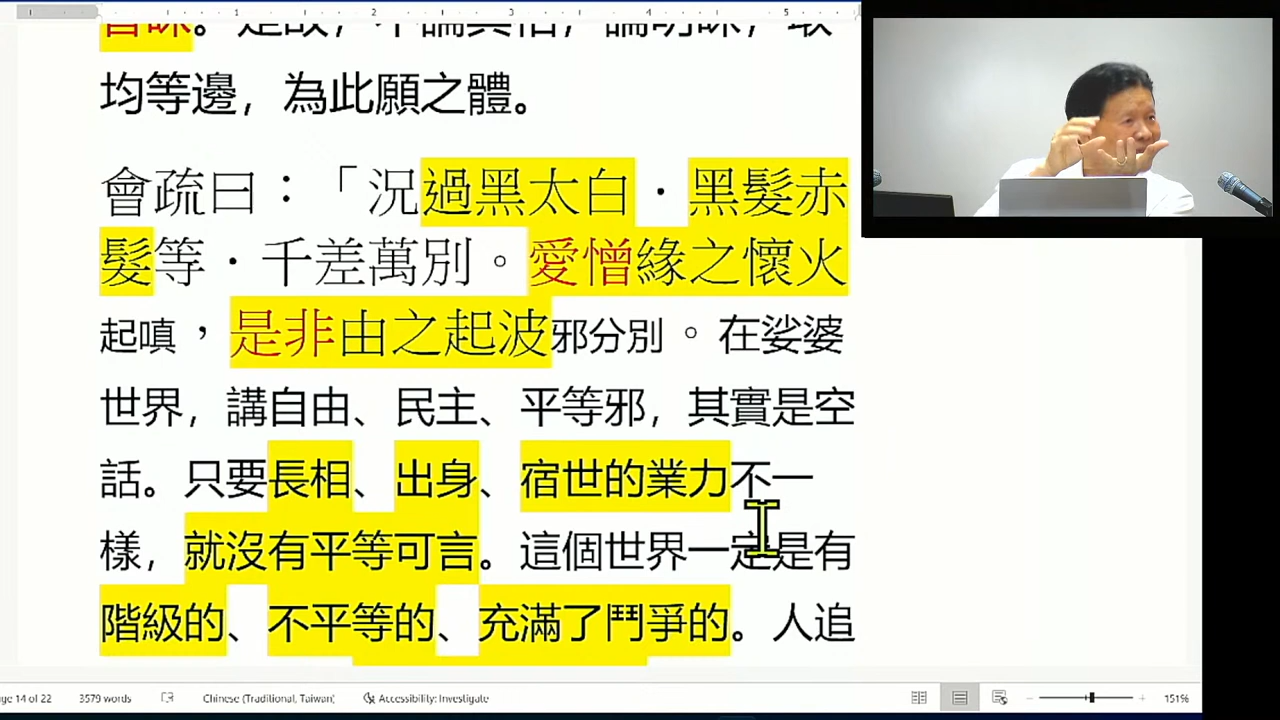 均等邊，為此願之體。
會疏曰：「況過黑太白．黑髮赤
髮等．千差萬別。愛憎緣之懷火
起嗔，是非由之起波邪分別。在娑婆
世界，講自由、民主、平等邪，其實是空
話。只要長相、出身、宿世的業力不一
樣，就沒有平等可言。這個世界一定是有
階級的、不平等的、充滿了鬥爭的。人追
14 of 22 3579 words Chinese (Traditional, Taiwan) Accessibility: Investigate 151%